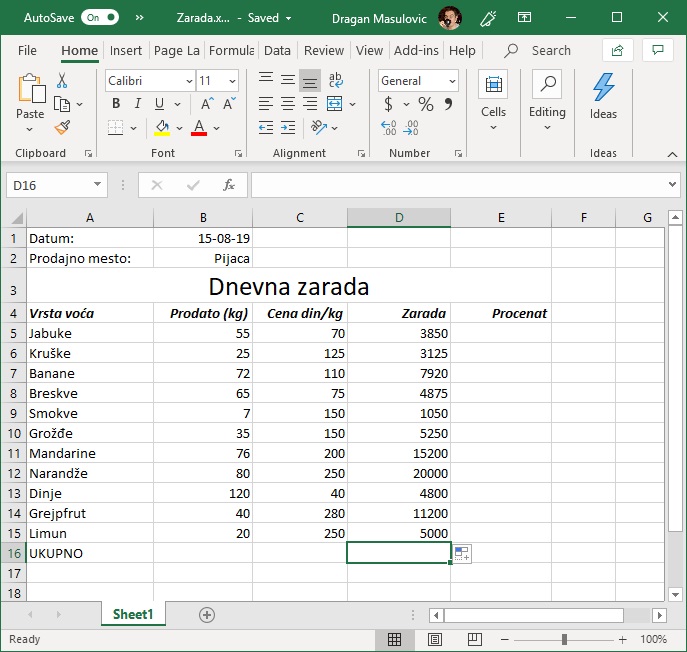 AutoSave On » Zarada.x... - Saved Dragan Masulovic
File Home Insert Page La Formulas Data Review View Add-ins Help Search
Paste Calibri 11 ab c General Cells Editing Ideas
B I U A A $ % 9
A .00 .00
Clipboard Font Alignment Number Ideas
D16 fx
A B C D E F G
1 Datum: 15-08-19
2 Prodajno mesto: Pijaca
3 Dnevna zarada
4 Vrsta voća Prodato (kg) Cena din/kg Zarada Procenat
5 Jabuke 55 70 3850
6 Kruške 25 125 3125
7 Banane 72 110 7920
8 Breskve 65 75 4875
9 Smokve 7 150 1050
10 Grožđe 35 150 5250
11 Mandarine 76 200 15200
12 Narandže 80 250 20000
13 Dinje 120 40 4800
14 Grejpfrut 40 280 11200
15 Limun 20 250 5000
16 UKUPNO
17
18
Sheet1
Ready 100%